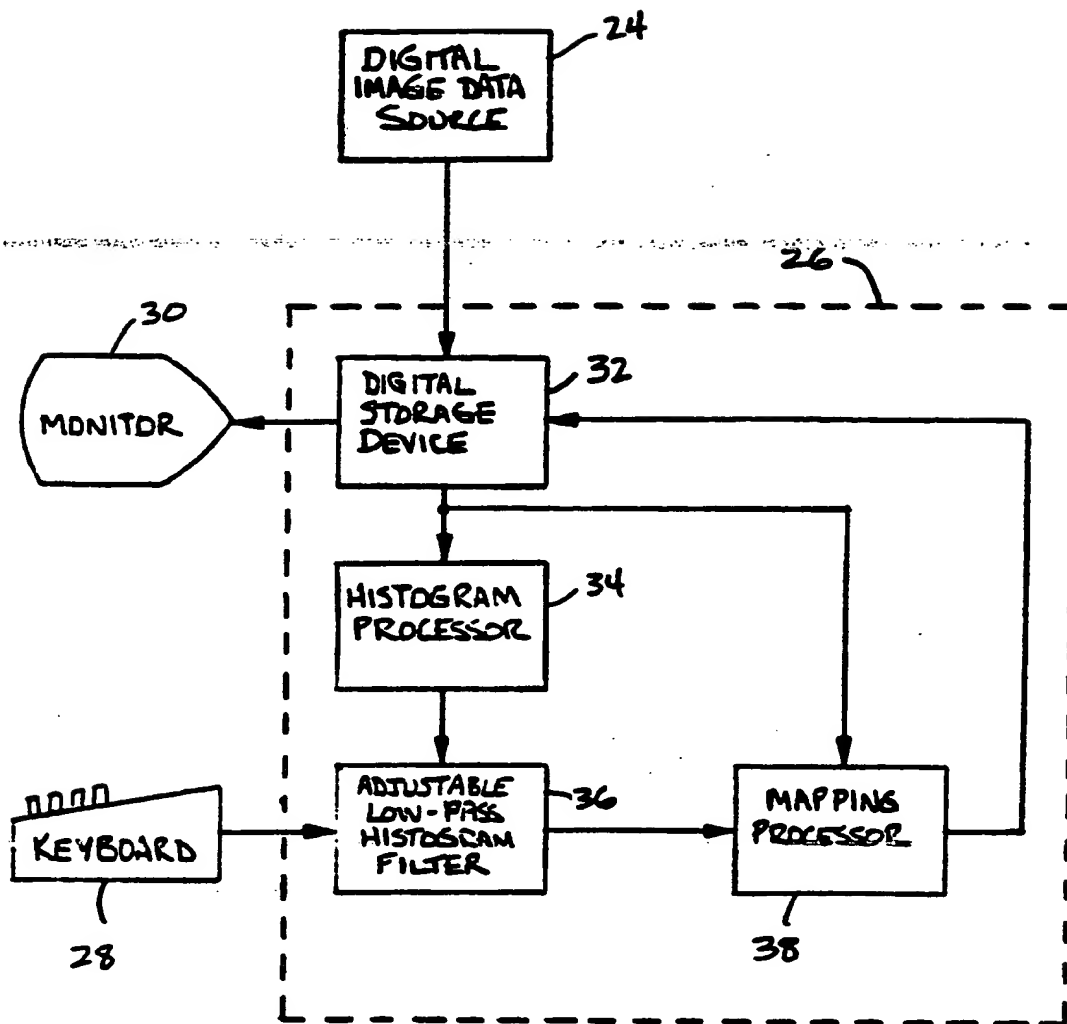 DIGITAL
IMAGE DATA
SOURCE
24
26
30
MONITOR
DIGITAL
STORAGE
DEVICE
32
HISTOGRAM
PROCESSOR
34
KEYBOARD
28
ADJUSTABLE
LOW-PASS
HISTOGRAM
FILTER
36
MAPPING
PROCESSOR
38